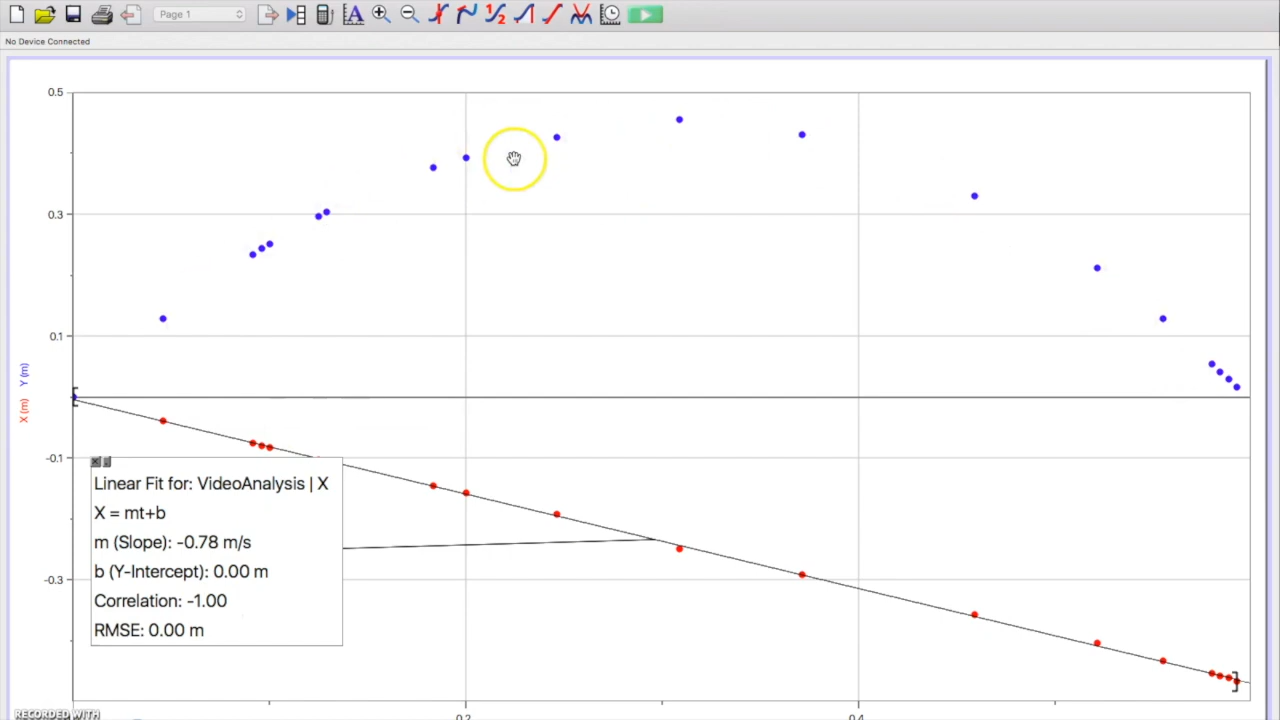 Page 1
No Device Connected
0.5
0.3
0.1
-0.1
-0.3
X (m) Y (m)
Linear Fit for: VideoAnalysis | X
X = mt+b
m (Slope): -0.78 m/s
b (Y-Intercept): 0.00 m
Correlation: -1.00
RMSE: 0.00 m
0.2
0.4
RECORDED WITH